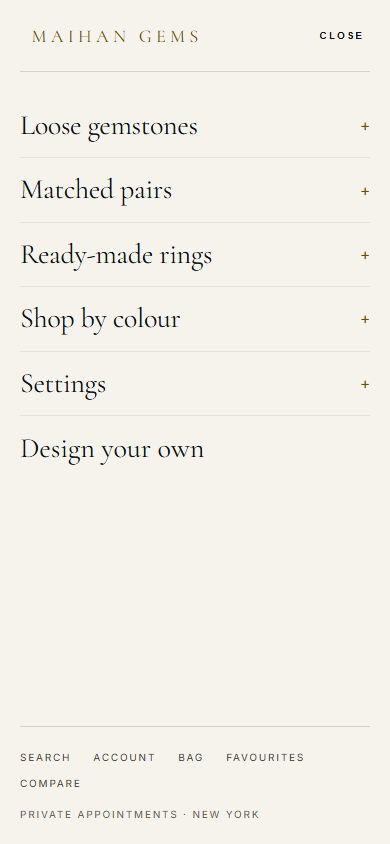 MAIHAN GEMS
CLOSE
Loose gemstones +
Matched pairs +
Ready-made rings +
Shop by colour +
Settings +
Design your own
SEARCH ACCOUNT BAG FAVOURITES
COMPARE
PRIVATE APPOINTMENTS · NEW YORK